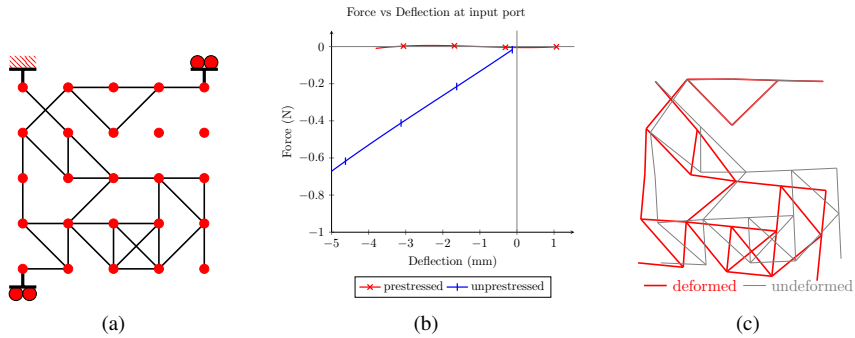 Force vs Deflection at input port
Force (N)
0
−0.2
−0.4
−0.6
−0.8
−1
−5 −4 −3 −2 −1 0 1
Deflection (mm)
prestressed unprestressed
deformed undeformed
(a) (b) (c)